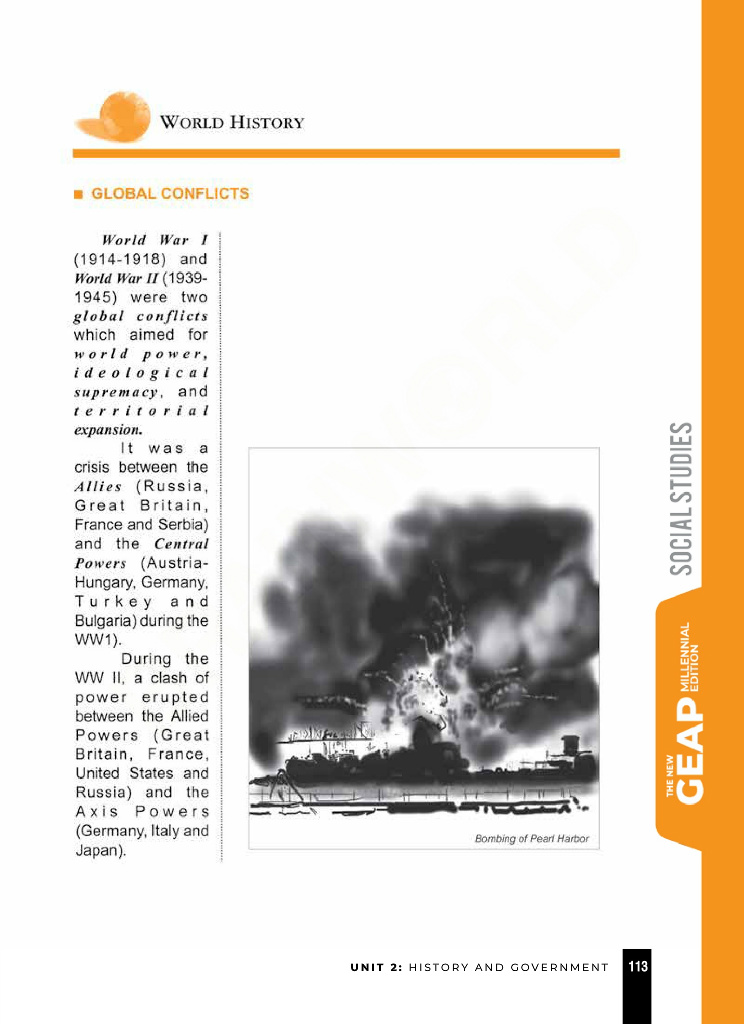 WORLD HISTORY
■ GLOBAL CONFLICTS
World War I
(1914-1918) and
World War II (1939-
1945) were two
global conflicts
which aimed for
world power,
ideological
supremacy, and
territorial
expansion.
It was a
crisis between the
Allies (Russia,
Great Britain,
France and Serbia)
and the Central
Powers (Austria-
Hungary, Germany,
Turkey and
Bulgaria) during the
WW1).
During the
WW II, a clash of
power erupted
between the Allied
Powers (Great
Britain, France,
United States and
Russia) and the
Axis Powers
(Germany, Italy and
Japan).
Bombing of Pearl Harbor
SOCIAL STUDIES
THE NEW
GEAP
MILLENNIAL
EDITION
UNIT 2: HISTORY AND GOVERNMENT 113